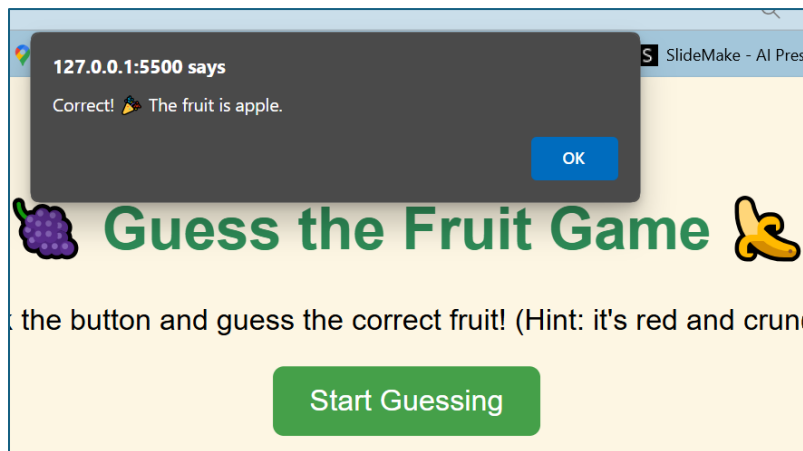 SlideMake - AI Pres
127.0.0.1:5500 says
Correct! 🎉 The fruit is apple.
OK
🍇 Guess the Fruit Game 🍌
the button and guess the correct fruit! (Hint: it's red and crun
Start Guessing